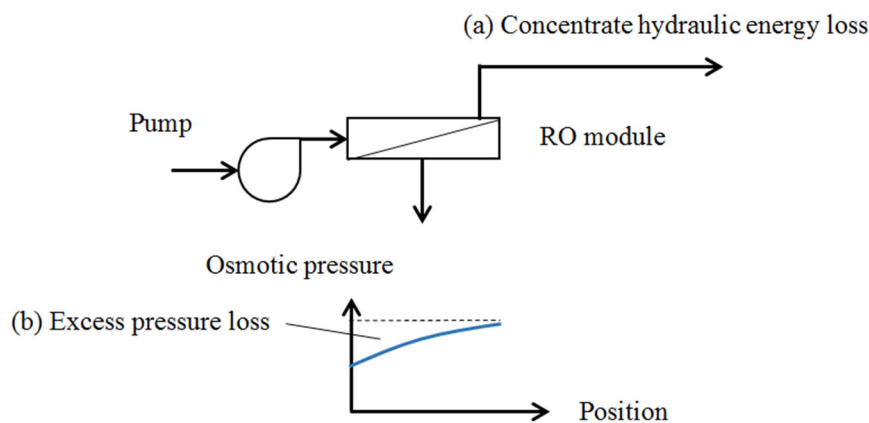 (a) Concentrate hydraulic energy loss
Pump
RO module
Osmotic pressure
(b) Excess pressure loss
Position